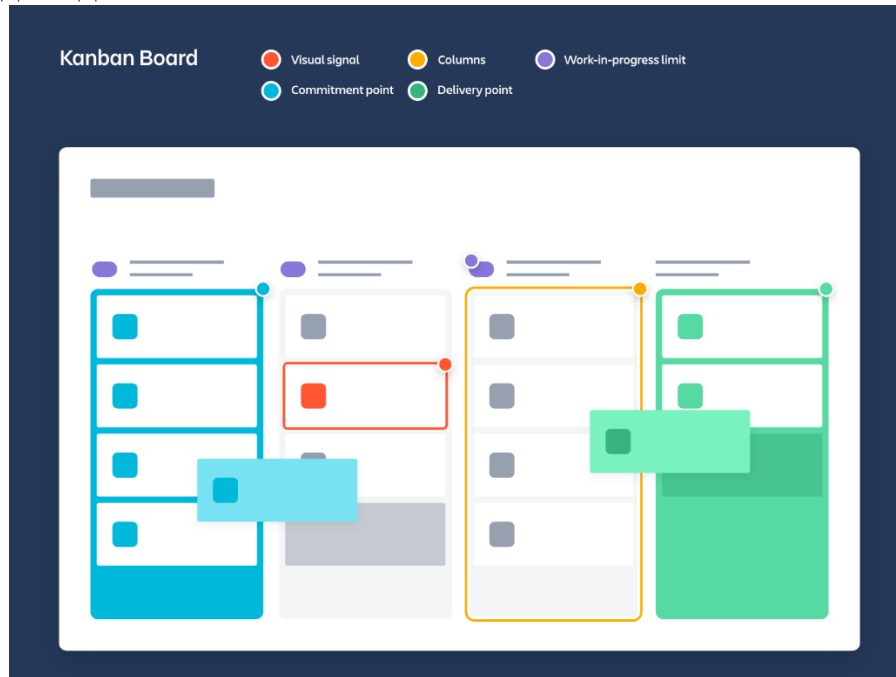 Kanban Board
Visual signal
Columns
Work-in-progress limit
Commitment point
Delivery point